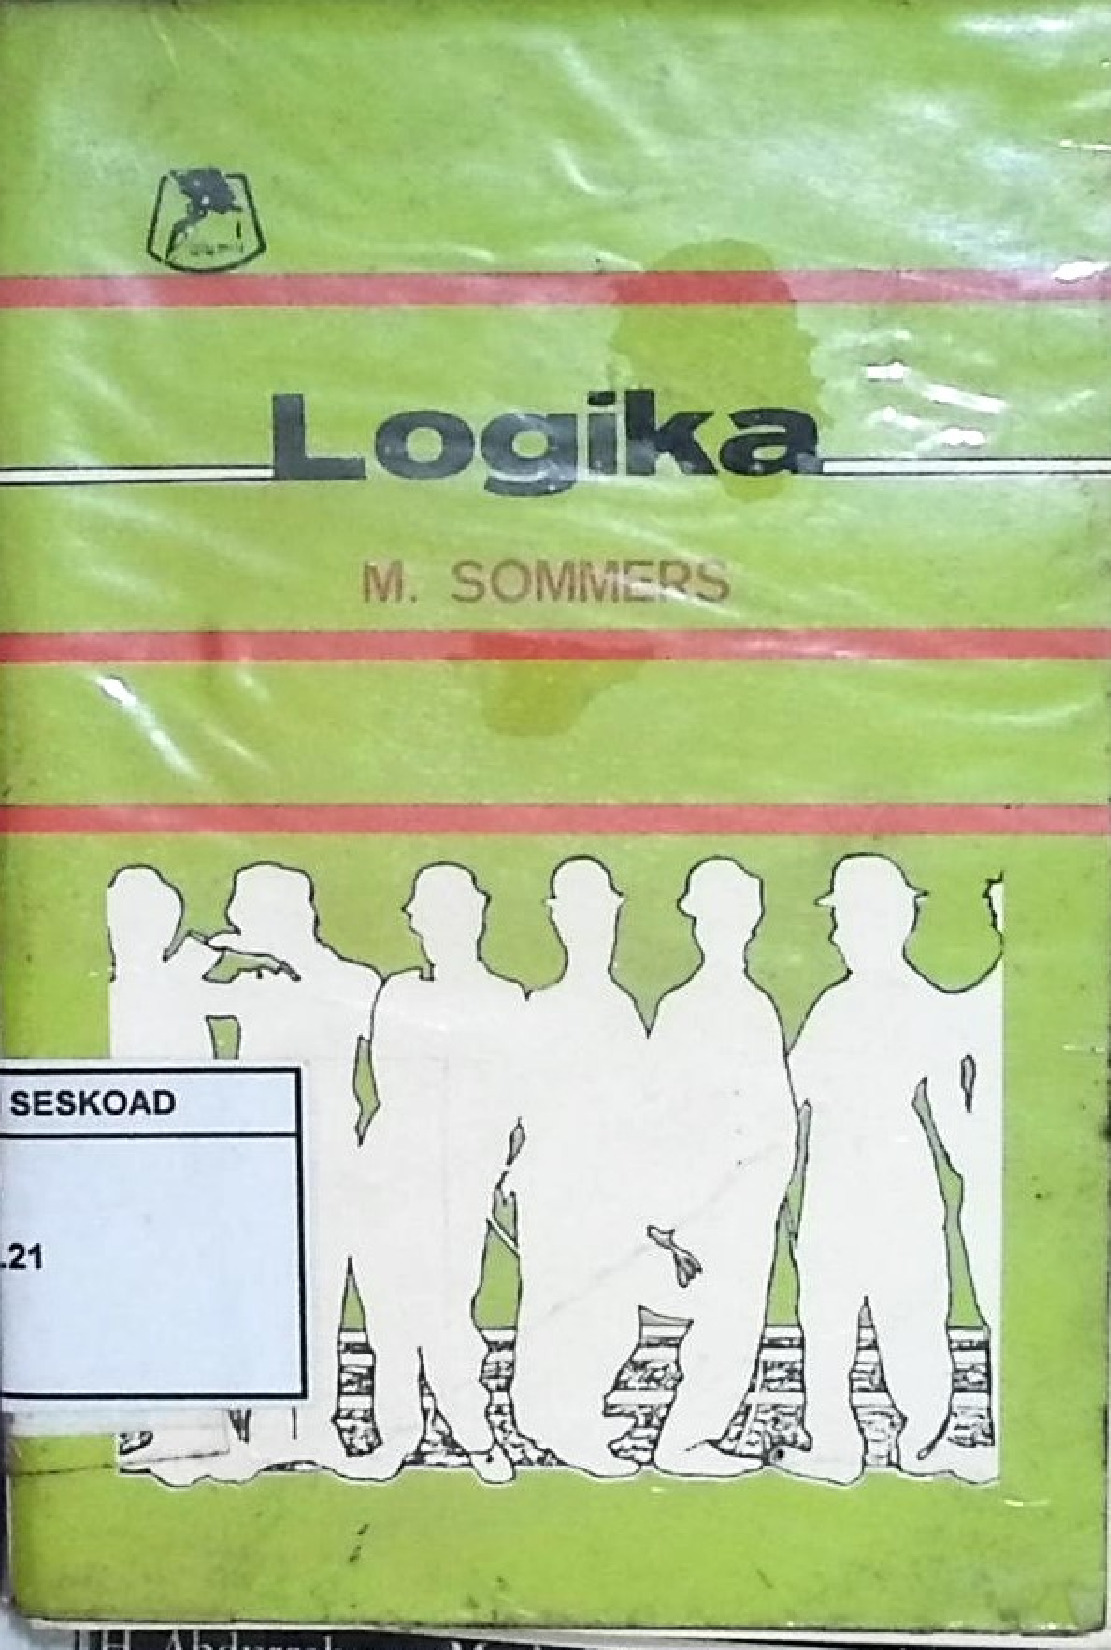 Logika
M. SOMMERS
SESKOAD
.21